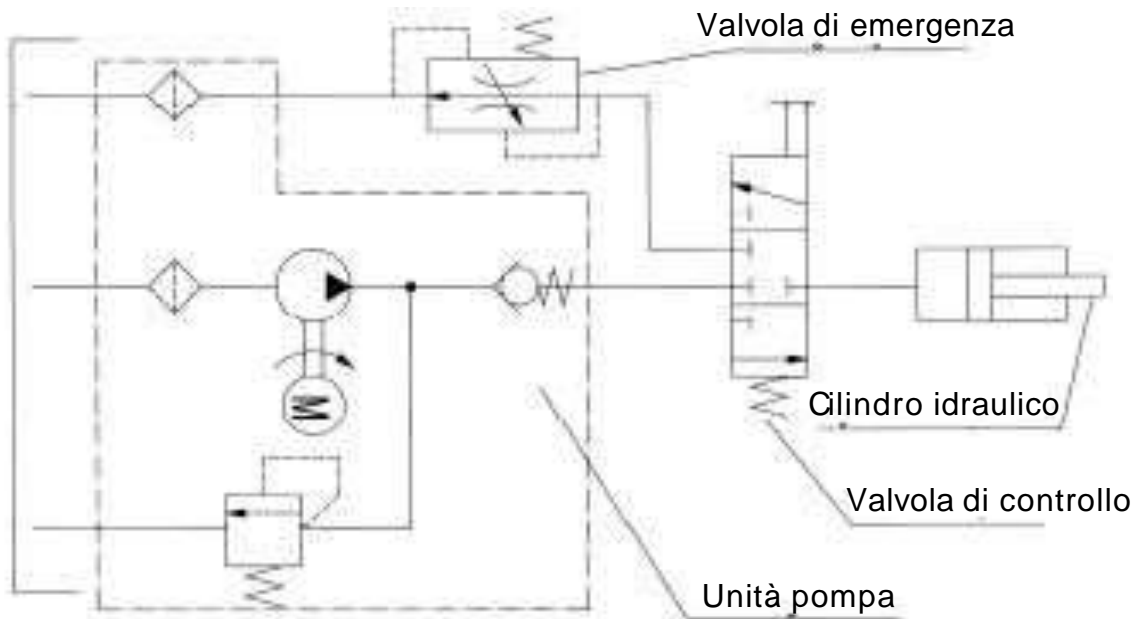 Valvola di emergenza
M
Cilindro idraulico
Valvola di controllo
Unità pompa